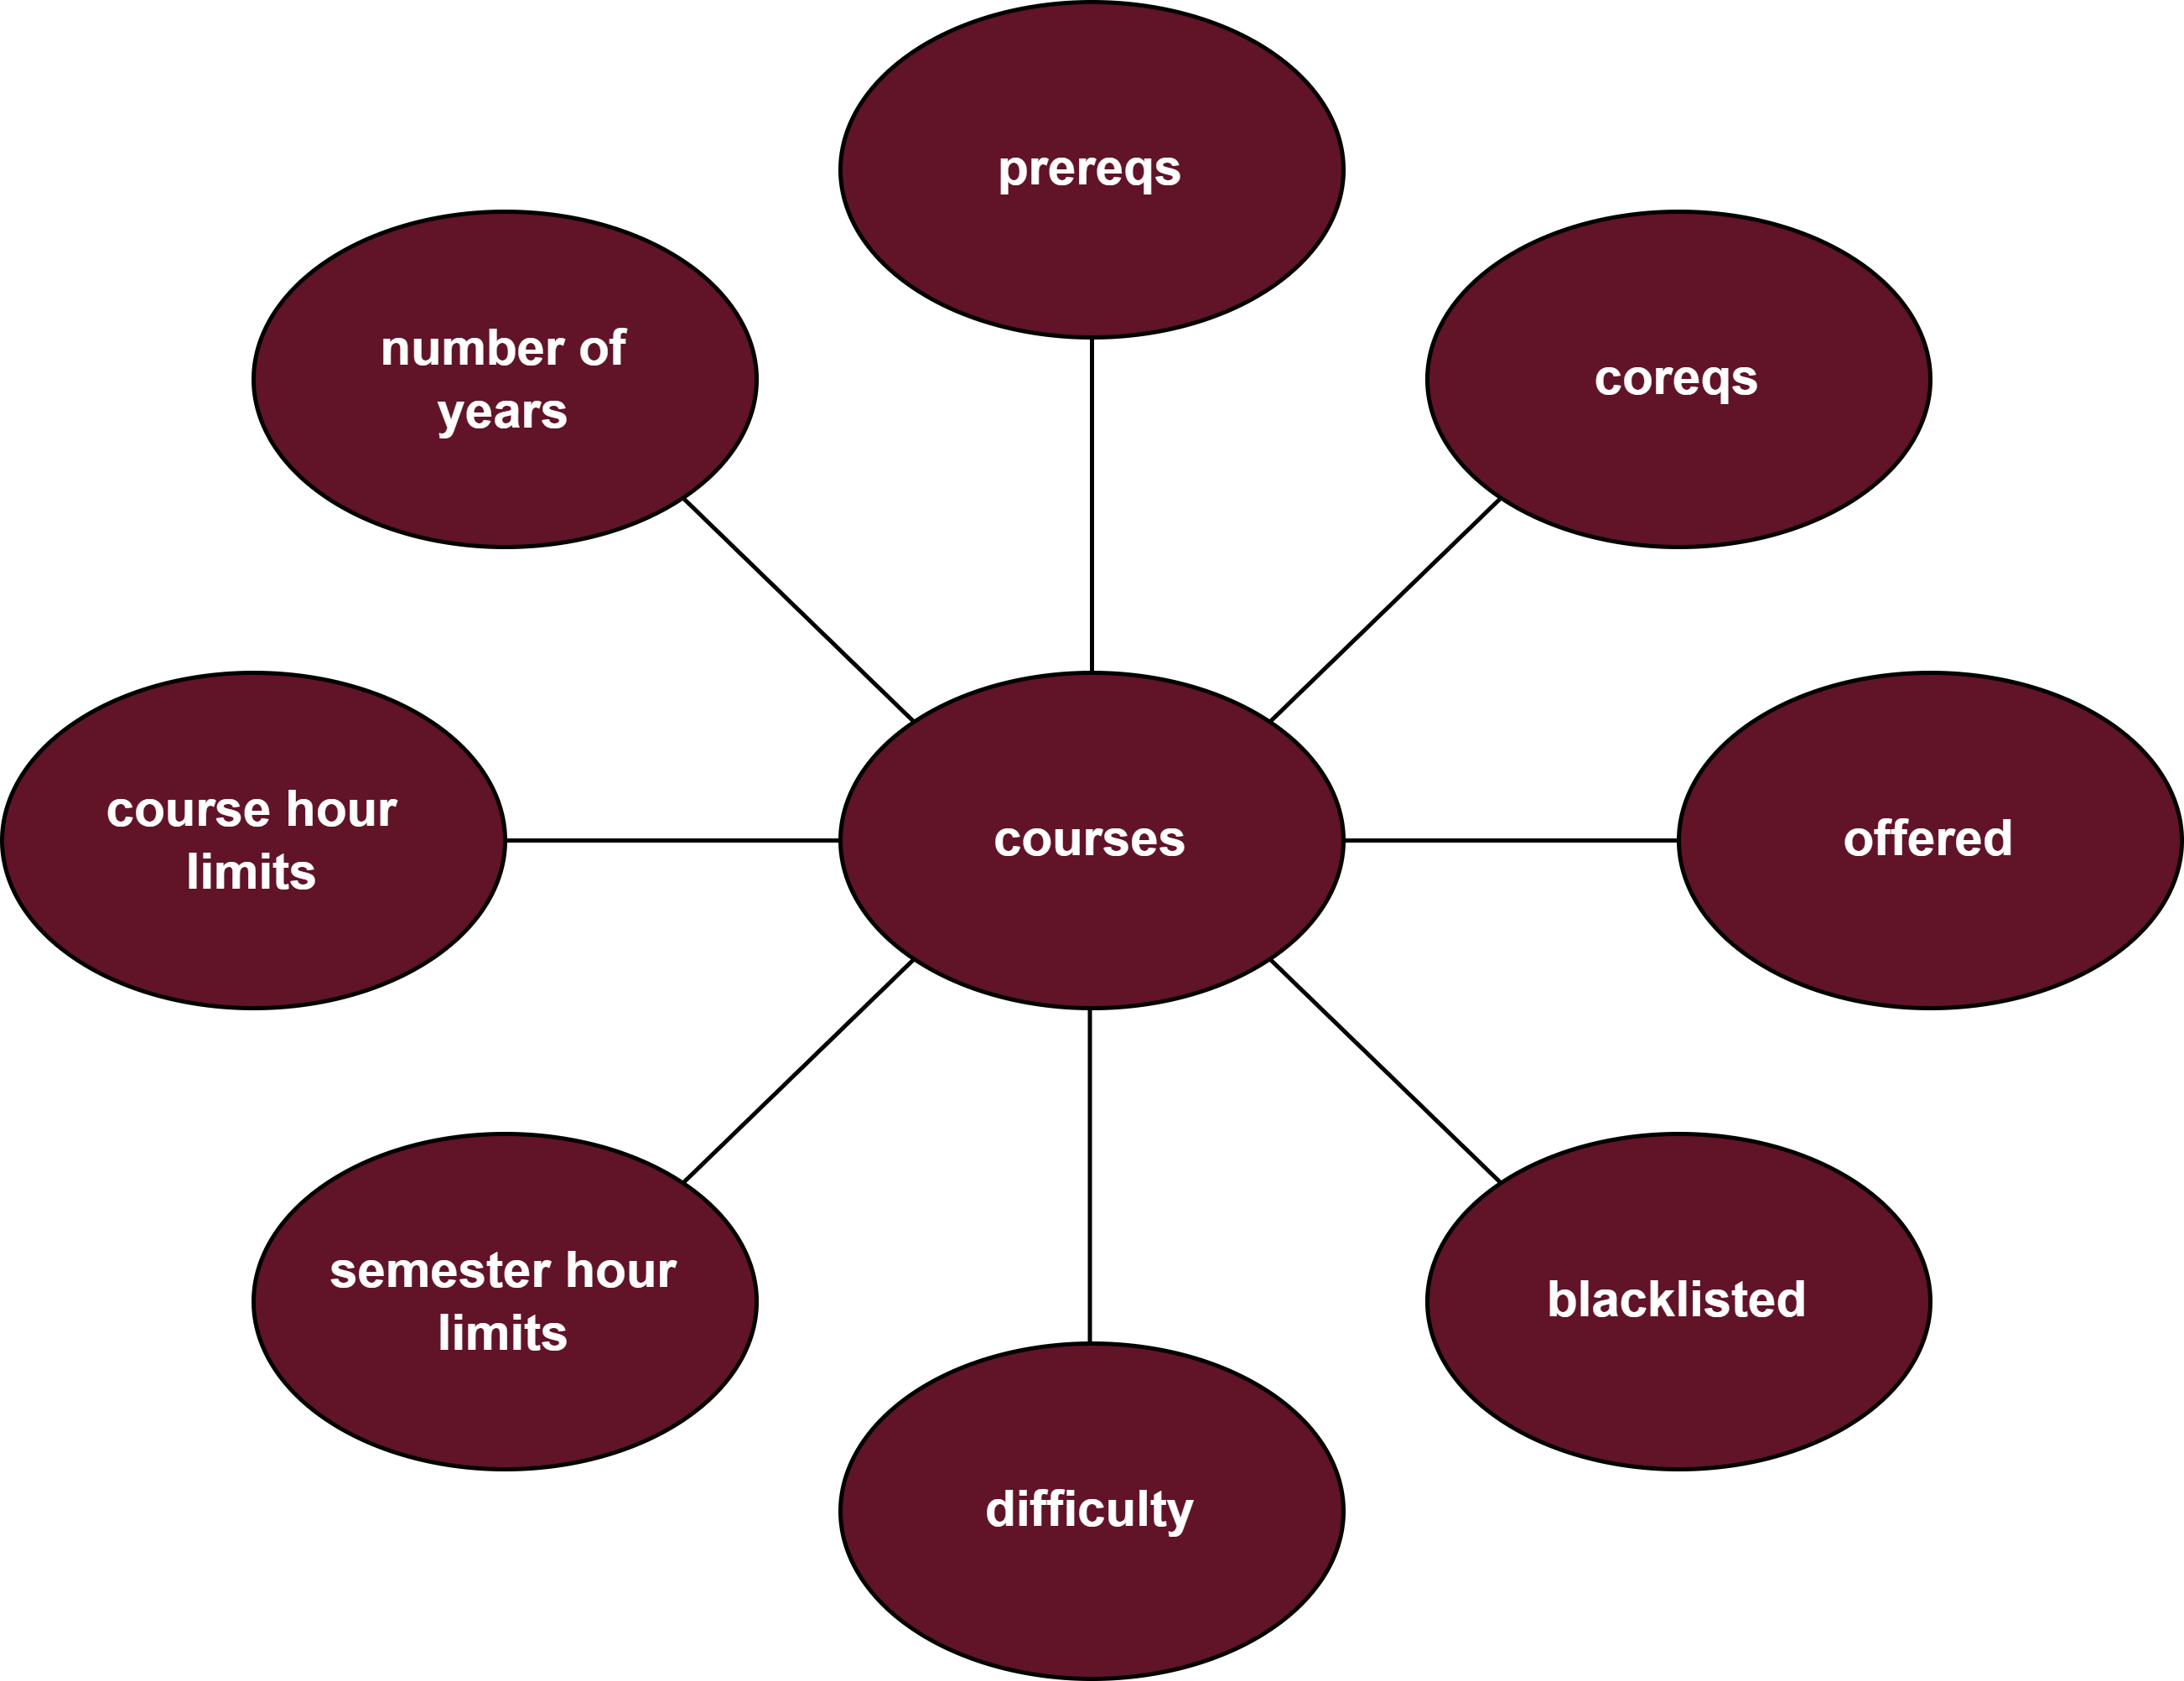 prereqs
number of
years
coreqs
course hour
limits
courses
offered
semester hour
limits
blacklisted
difficulty